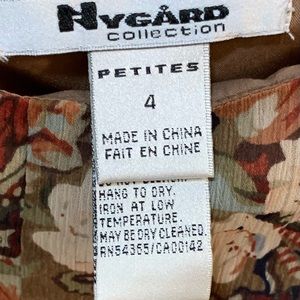 NYGÅRD
collection
PETITES
4
MADE IN CHINA
FAIT EN CHINE
HANG TO DRY.
IRON AT LOW
TEMPERATURE.
MAY BE DRY CLEANED.
RN54365/CA00142